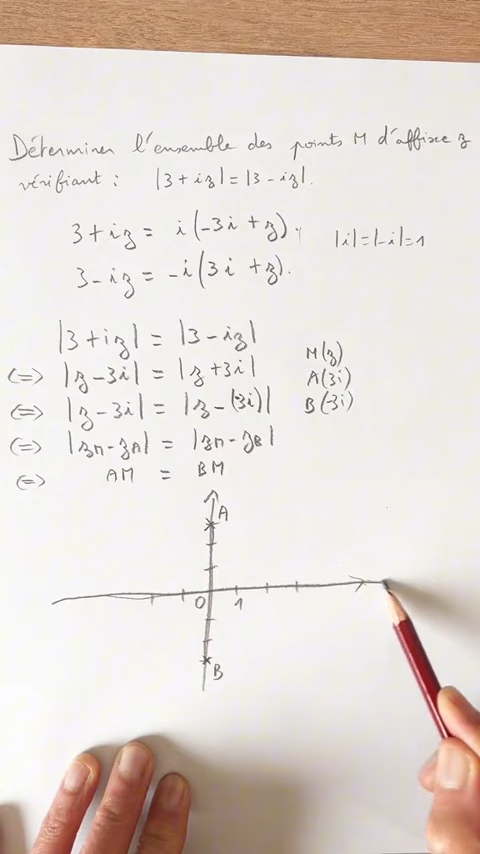 Déterminer l'ensemble des points M d'affixe z
vérifiant : |3+iz| = |3-iz|.
3+iz = i(-3i+z).
|i|=|-i|=1
3-iz = -i(3i+z).
|3+iz| = |3-iz|
<=> |z-3i| = |z+3i|
<=> |z-(3i)| = |z-(-3i)|
<=> |zM-zA| = |zM-zB|
<=> AM = BM
M(z)
A(3i)
B(-3i)
A
O 1
B